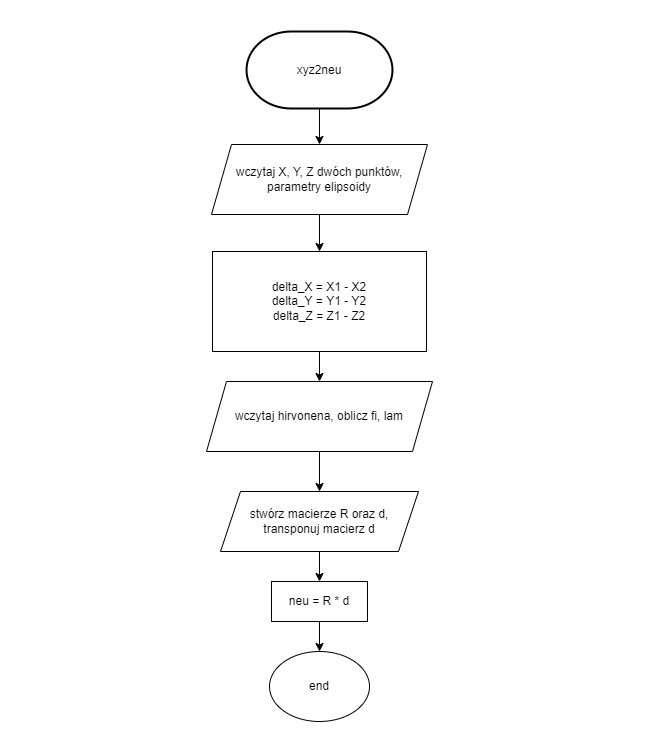 xyz2neu
wczytaj X, Y, Z dwóch punktów,
parametry elipsoidy
delta_X = X1 - X2
delta_Y = Y1 - Y2
delta_Z = Z1 - Z2
wczytaj hirvonena, oblicz fi, lam
stwórz macierze R oraz d,
transponuj macierz d
neu = R * d
end